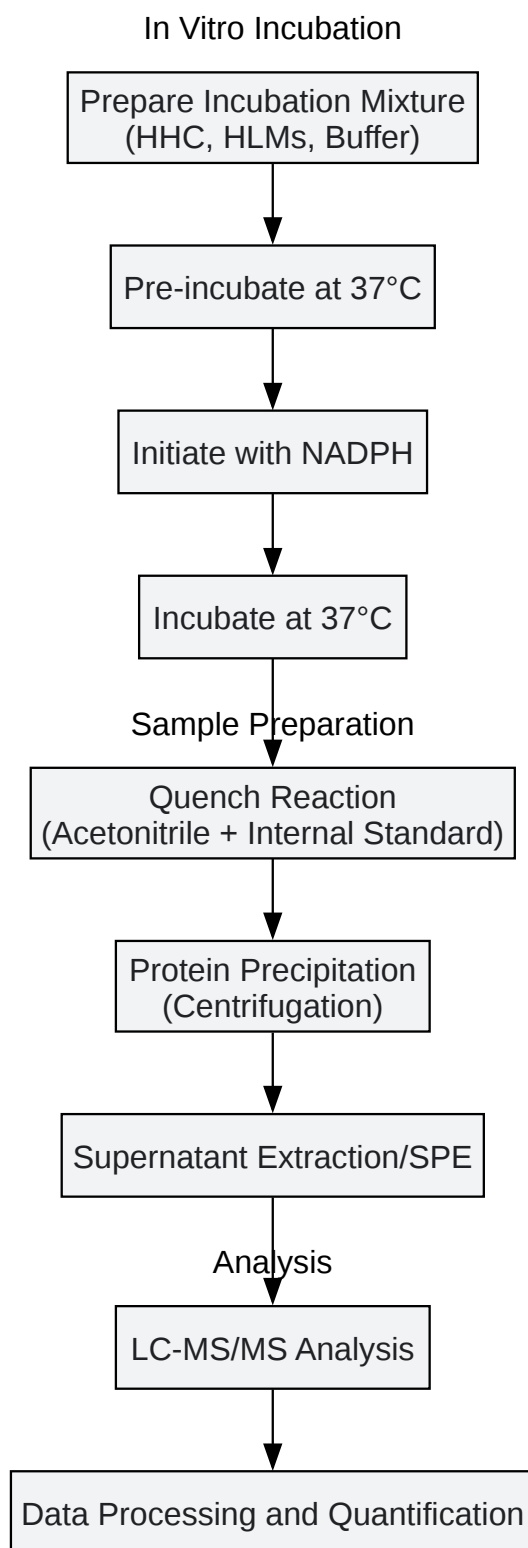 In Vitro Incubation
Prepare Incubation Mixture
(HHC, HLMs, Buffer)
Pre-incubate at 37°C
Initiate with NADPH
Incubate at 37°C
Sample Preparation
Quench Reaction
(Acetonitrile + Internal Standard)
Protein Precipitation
(Centrifugation)
Supernatant Extraction/SPE
Analysis
LC-MS/MS Analysis
Data Processing and Quantification